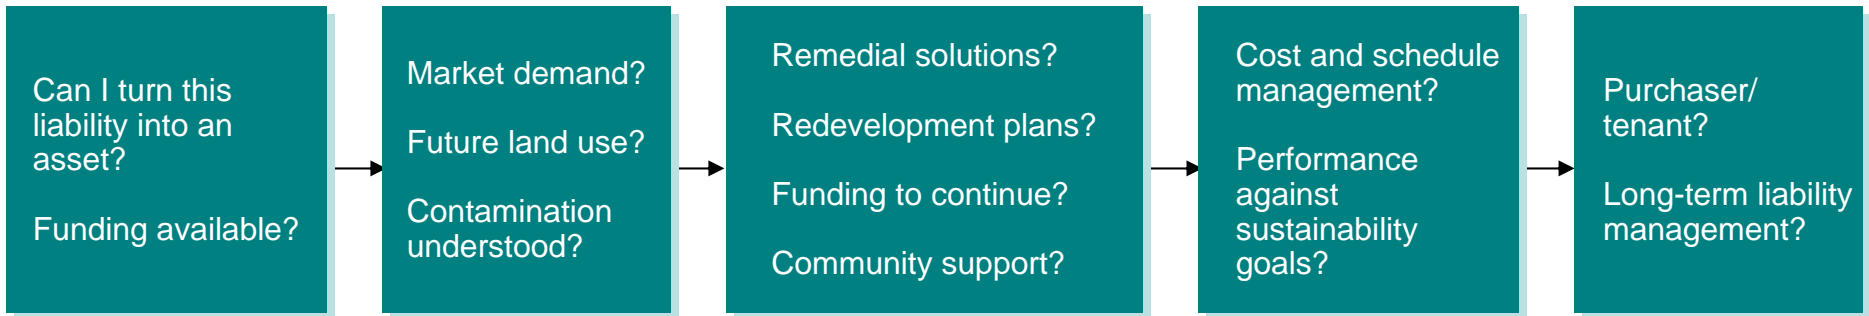 Can I turn this
liability into an
asset?
Funding available?
Market demand?
Future land use?
Contamination
understood?
Remedial solutions?
Redevelopment plans?
Funding to continue?
Community support?
Cost and schedule
management?
Performance
against
sustainability
goals?
Purchaser/
tenant?
Long-term liability
management?